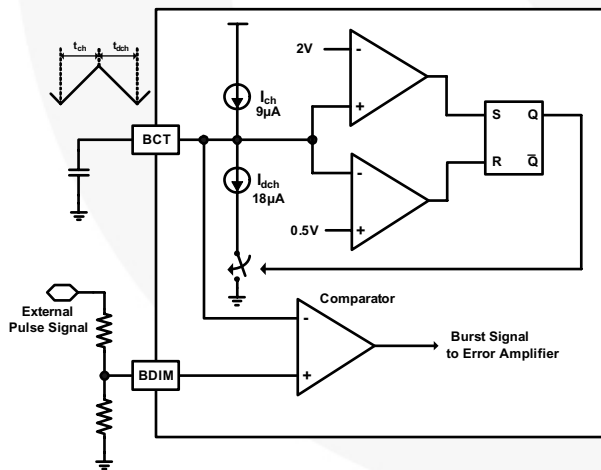 tch
tdch
2V
-
+
Ich
9µA
BCT
S
Q
R
Q̅
Idch
18µA
-
+
0.5V
Comparator
External
Pulse Signal
-
+
Burst Signal
to Error Amplifier
BDIM